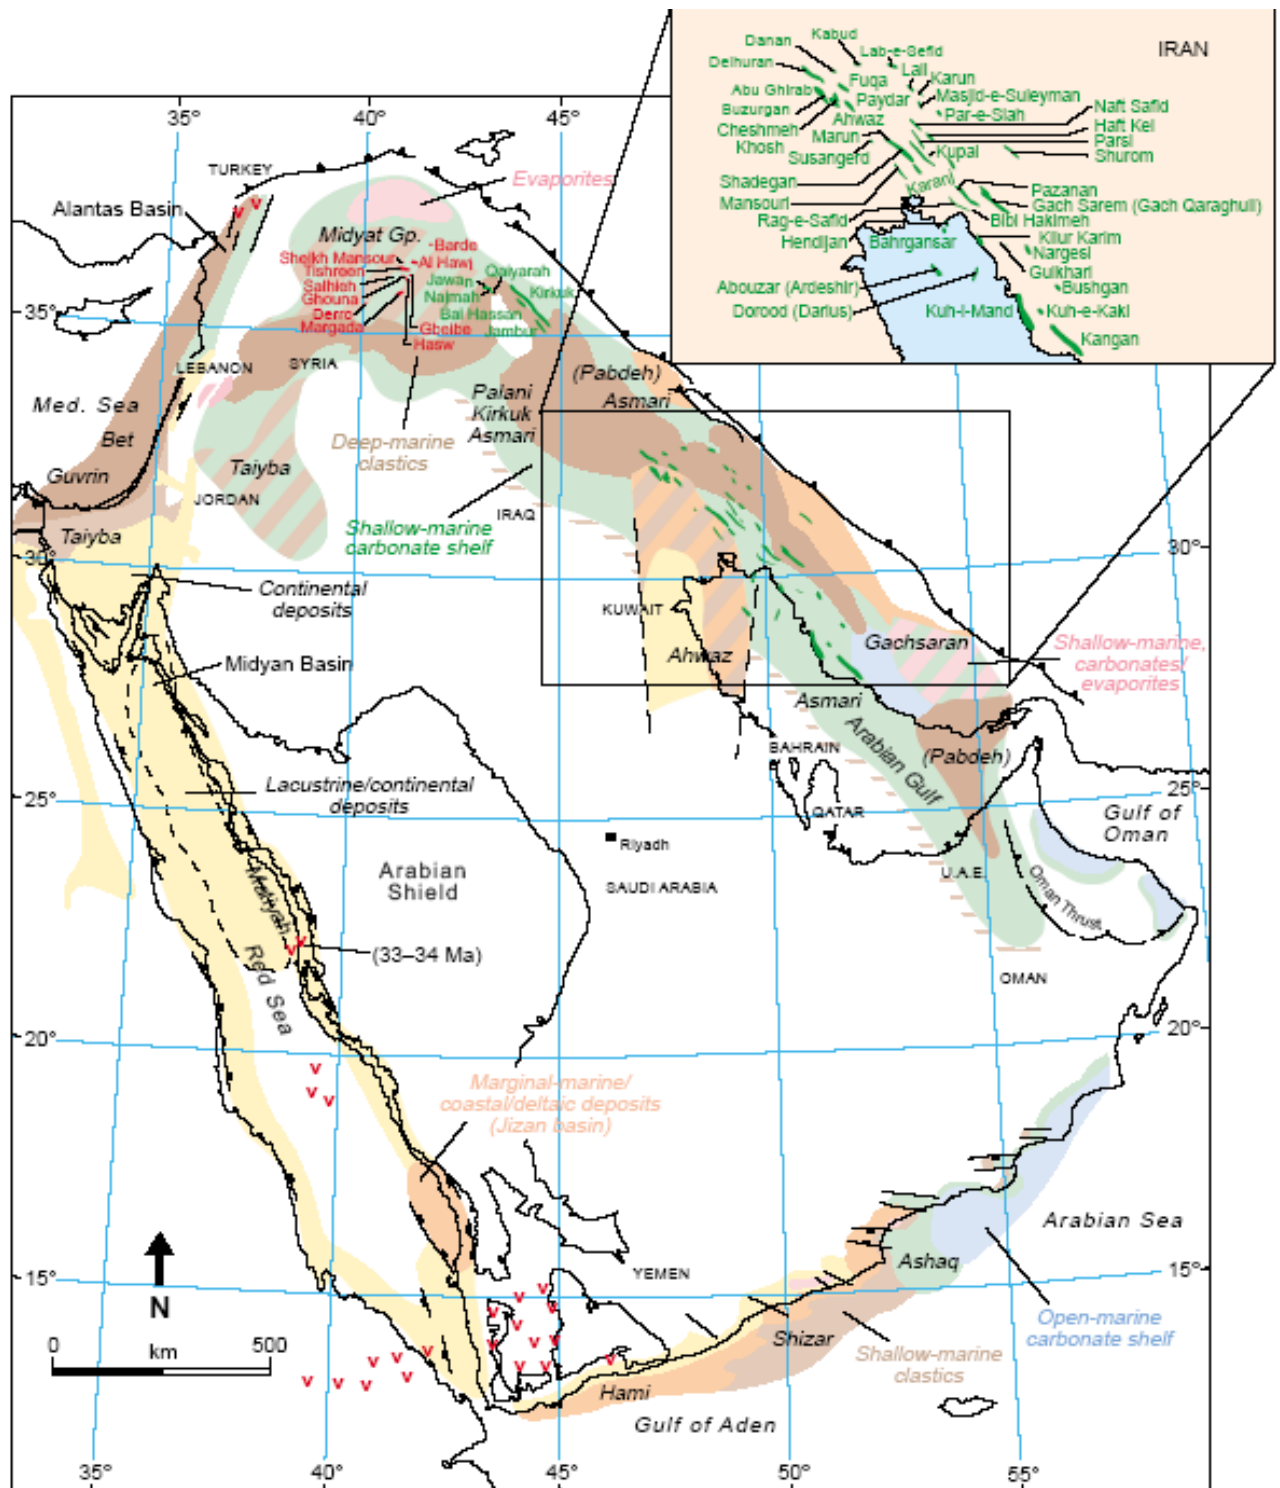 IRAN
Kabud
Danan
Lab-e-Sefid
Delhuran
Lali
Fuqa
Karun
Abu Ghirab
Paydar
Masjid-e-Suleyman
Buzurgan
Naft Safid
Ahwaz
Par-e-Siah
Cheshmeh
Khosh
Marun
Haft Kel
Parsi
Susangerd
Kupal
Shurom
Shadegan
Karanj
Pazanan
Mansouri
Gach Sarem (Gach Qaraghuli)
Rag-e-Safid
Bibi Hakimeh
Hendijan
Bahrgansar
Kilur Karim
Nargesi
Gulkhari
Abouzar (Ardeshir)
Bushgan
Dorood (Darius)
Kuh-i-Mand
Kuh-e-Kaki
Kangan
35°
40°
45°
TURKEY
Evaporites
Alantas Basin
Midyat Gp.
Barde
Sheikh Mansour
Al Hawl
Tishreen
Jawan
Qaiyarah
Salhieh
Najmah
Kirkuk
Ghouna
Derro
Bai Hassan
Margada
Gbeibe
Jambur
Hasw
35°
LEBANON
SYRIA
(Pabdeh)
Asmari
Palani
Kirkuk
Asmari
Med. Sea
Bet
Guvrin
Deep-marine
clastics
Taiyba
JORDAN
IRAQ
Taiyba
Shallow-marine
carbonate shelf
30°
30°
Continental
deposits
KUWAIT
Ahwaz
Gachsaran
Shallow-marine,
carbonates/
evaporites
Midyan Basin
Asmari
Arabian Gulf
(Pabdeh)
BAHRAIN
Lacustrine/continental
deposits
25°
25°
QATAR
Gulf of
Oman
Riyadh
Arabian
Shield
SAUDI ARABIA
U.A.E.
Oman Thrust
Matiyah
(33–34 Ma)
Red Sea
OMAN
20°
20°
Marginal-marine/
coastal/deltaic deposits
(Jizan basin)
Arabian Sea
Ashaq
YEMEN
15°
15°
N
0
km
500
Open-marine
carbonate shelf
Shizar
Shallow-marine
clastics
Hami
Gulf of Aden
35°
40°
45°
50°
55°